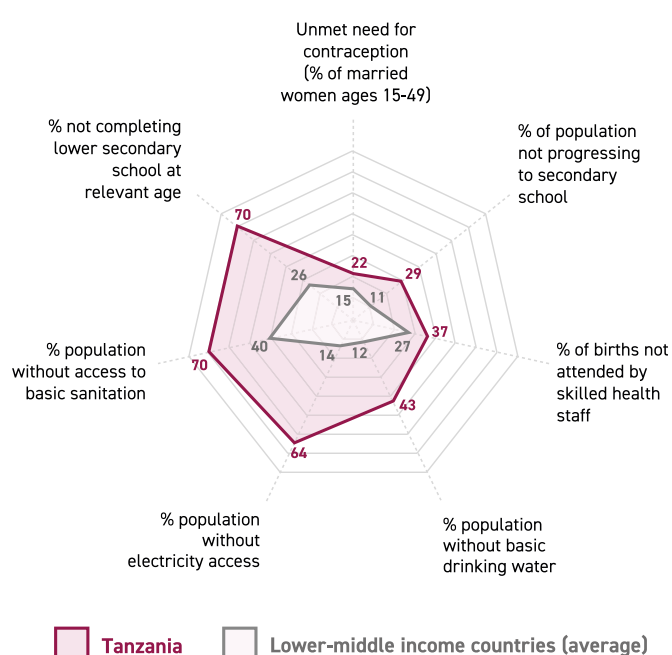 Unmet need for
contraception
(% of married
women ages 15-49)
% not completing
lower secondary
school at
relevant age
% of population
not progressing
to secondary
school
70
22
29
26
15
11
37
40
27
14
12
70
43
64
% population
without access to
basic sanitation
% of births not
attended by
skilled health
staff
% population
without
electricity access
% population
without basic
drinking water
Tanzania
Lower-middle income countries (average)